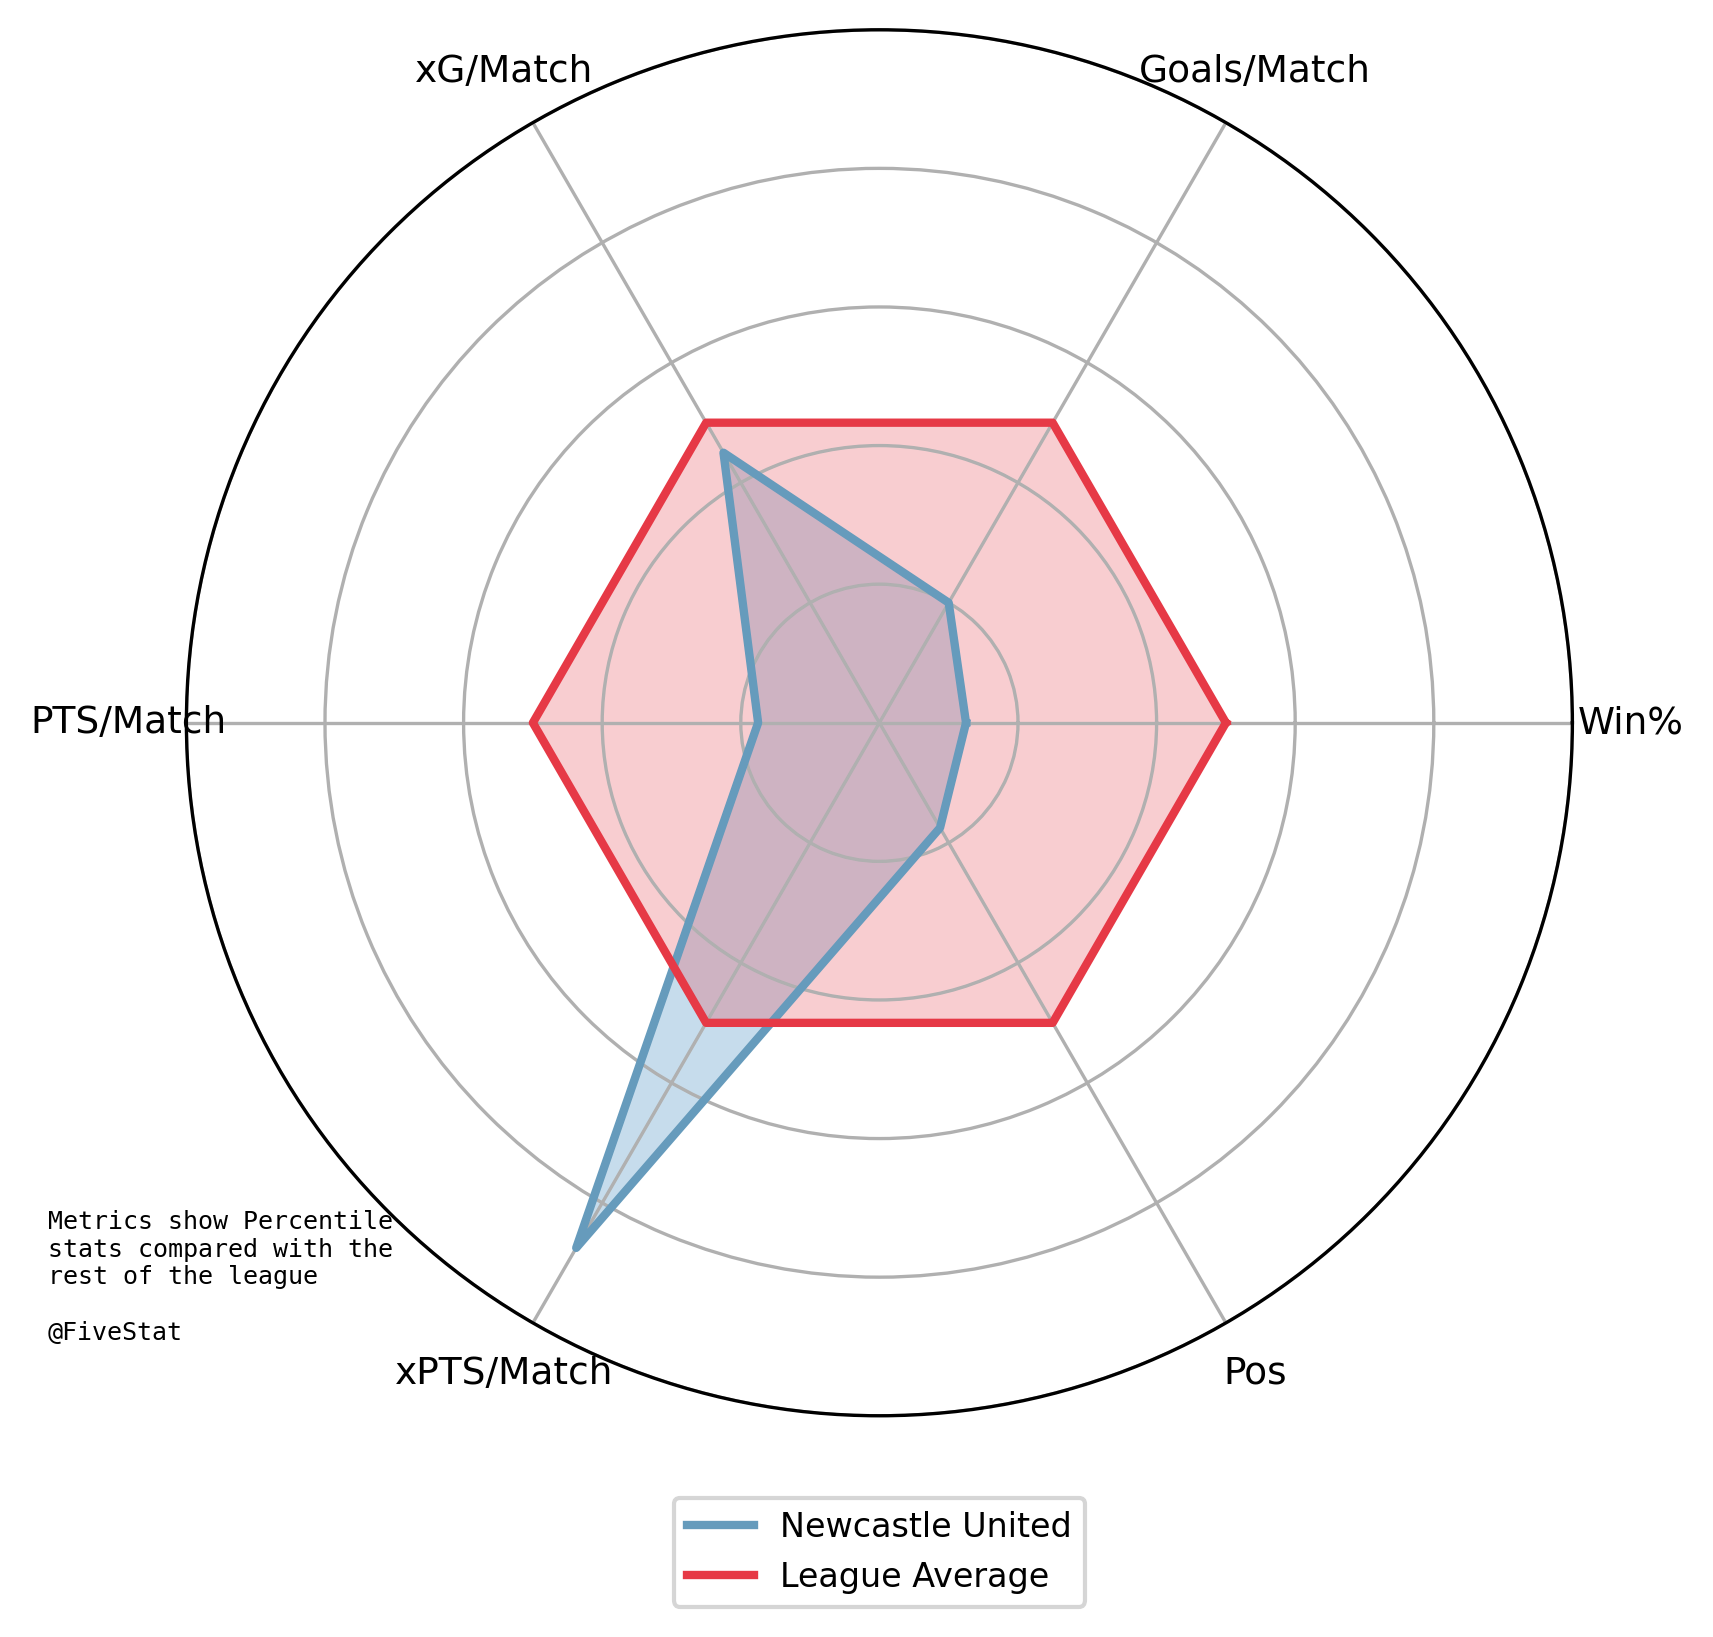 xG/Match
Goals/Match
PTS/Match
Win%
Metrics show Percentile
stats compared with the
rest of the league
@FiveStat
xPTS/Match
Pos
Newcastle United
League Average